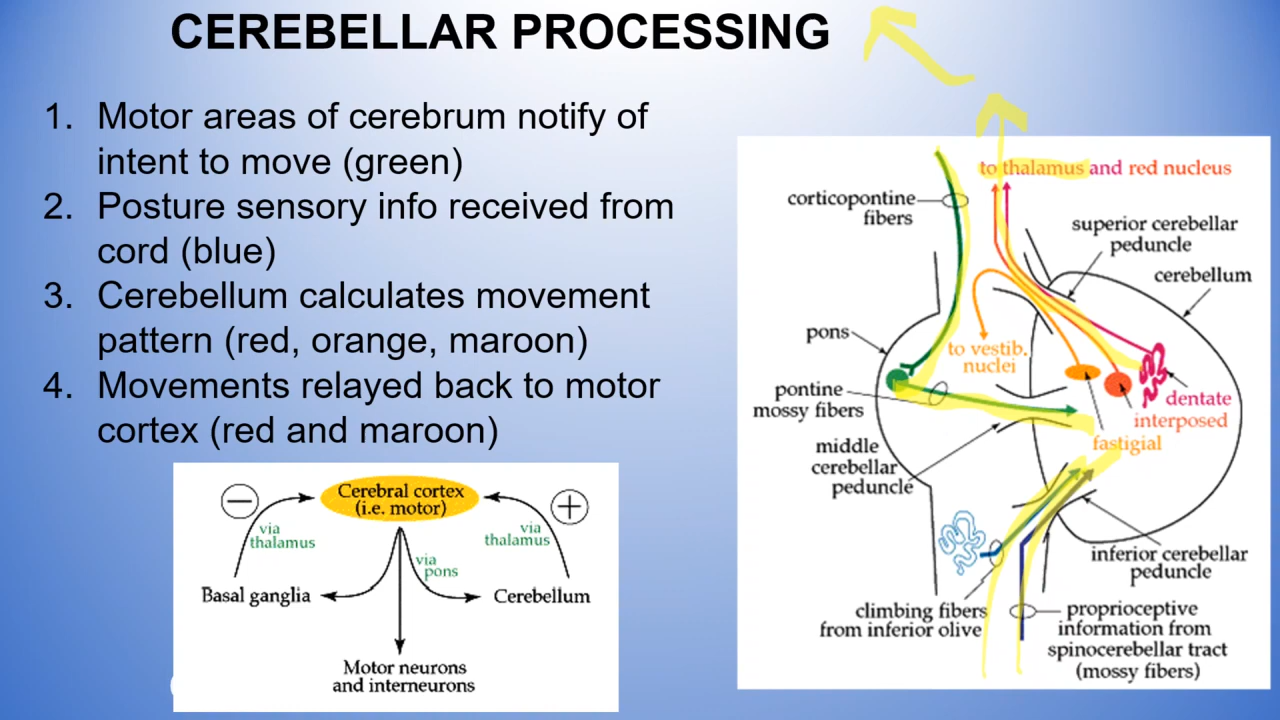 CEREBELLAR PROCESSING
1. Motor areas of cerebrum notify of
intent to move (green)
2. Posture sensory info received from
cord (blue)
3. Cerebellum calculates movement
pattern (red, orange, maroon)
4. Movements relayed back to motor
cortex (red and maroon)
−
Cerebral cortex
(i.e. motor)
+
via
thalamus
via
thalamus
via
pons
Basal ganglia
Cerebellum
Motor neurons
and interneurons
to thalamus and red nucleus
corticopontine
fibers
superior cerebellar
peduncle
cerebellum
pons
to vestib.
nuclei
pontine
mossy fibers
dentate
interposed
fastigial
middle
cerebellar
peduncle
inferior cerebellar
peduncle
climbing fibers
from inferior olive
proprioceptive
information from
spinocerebellar tract
(mossy fibers)